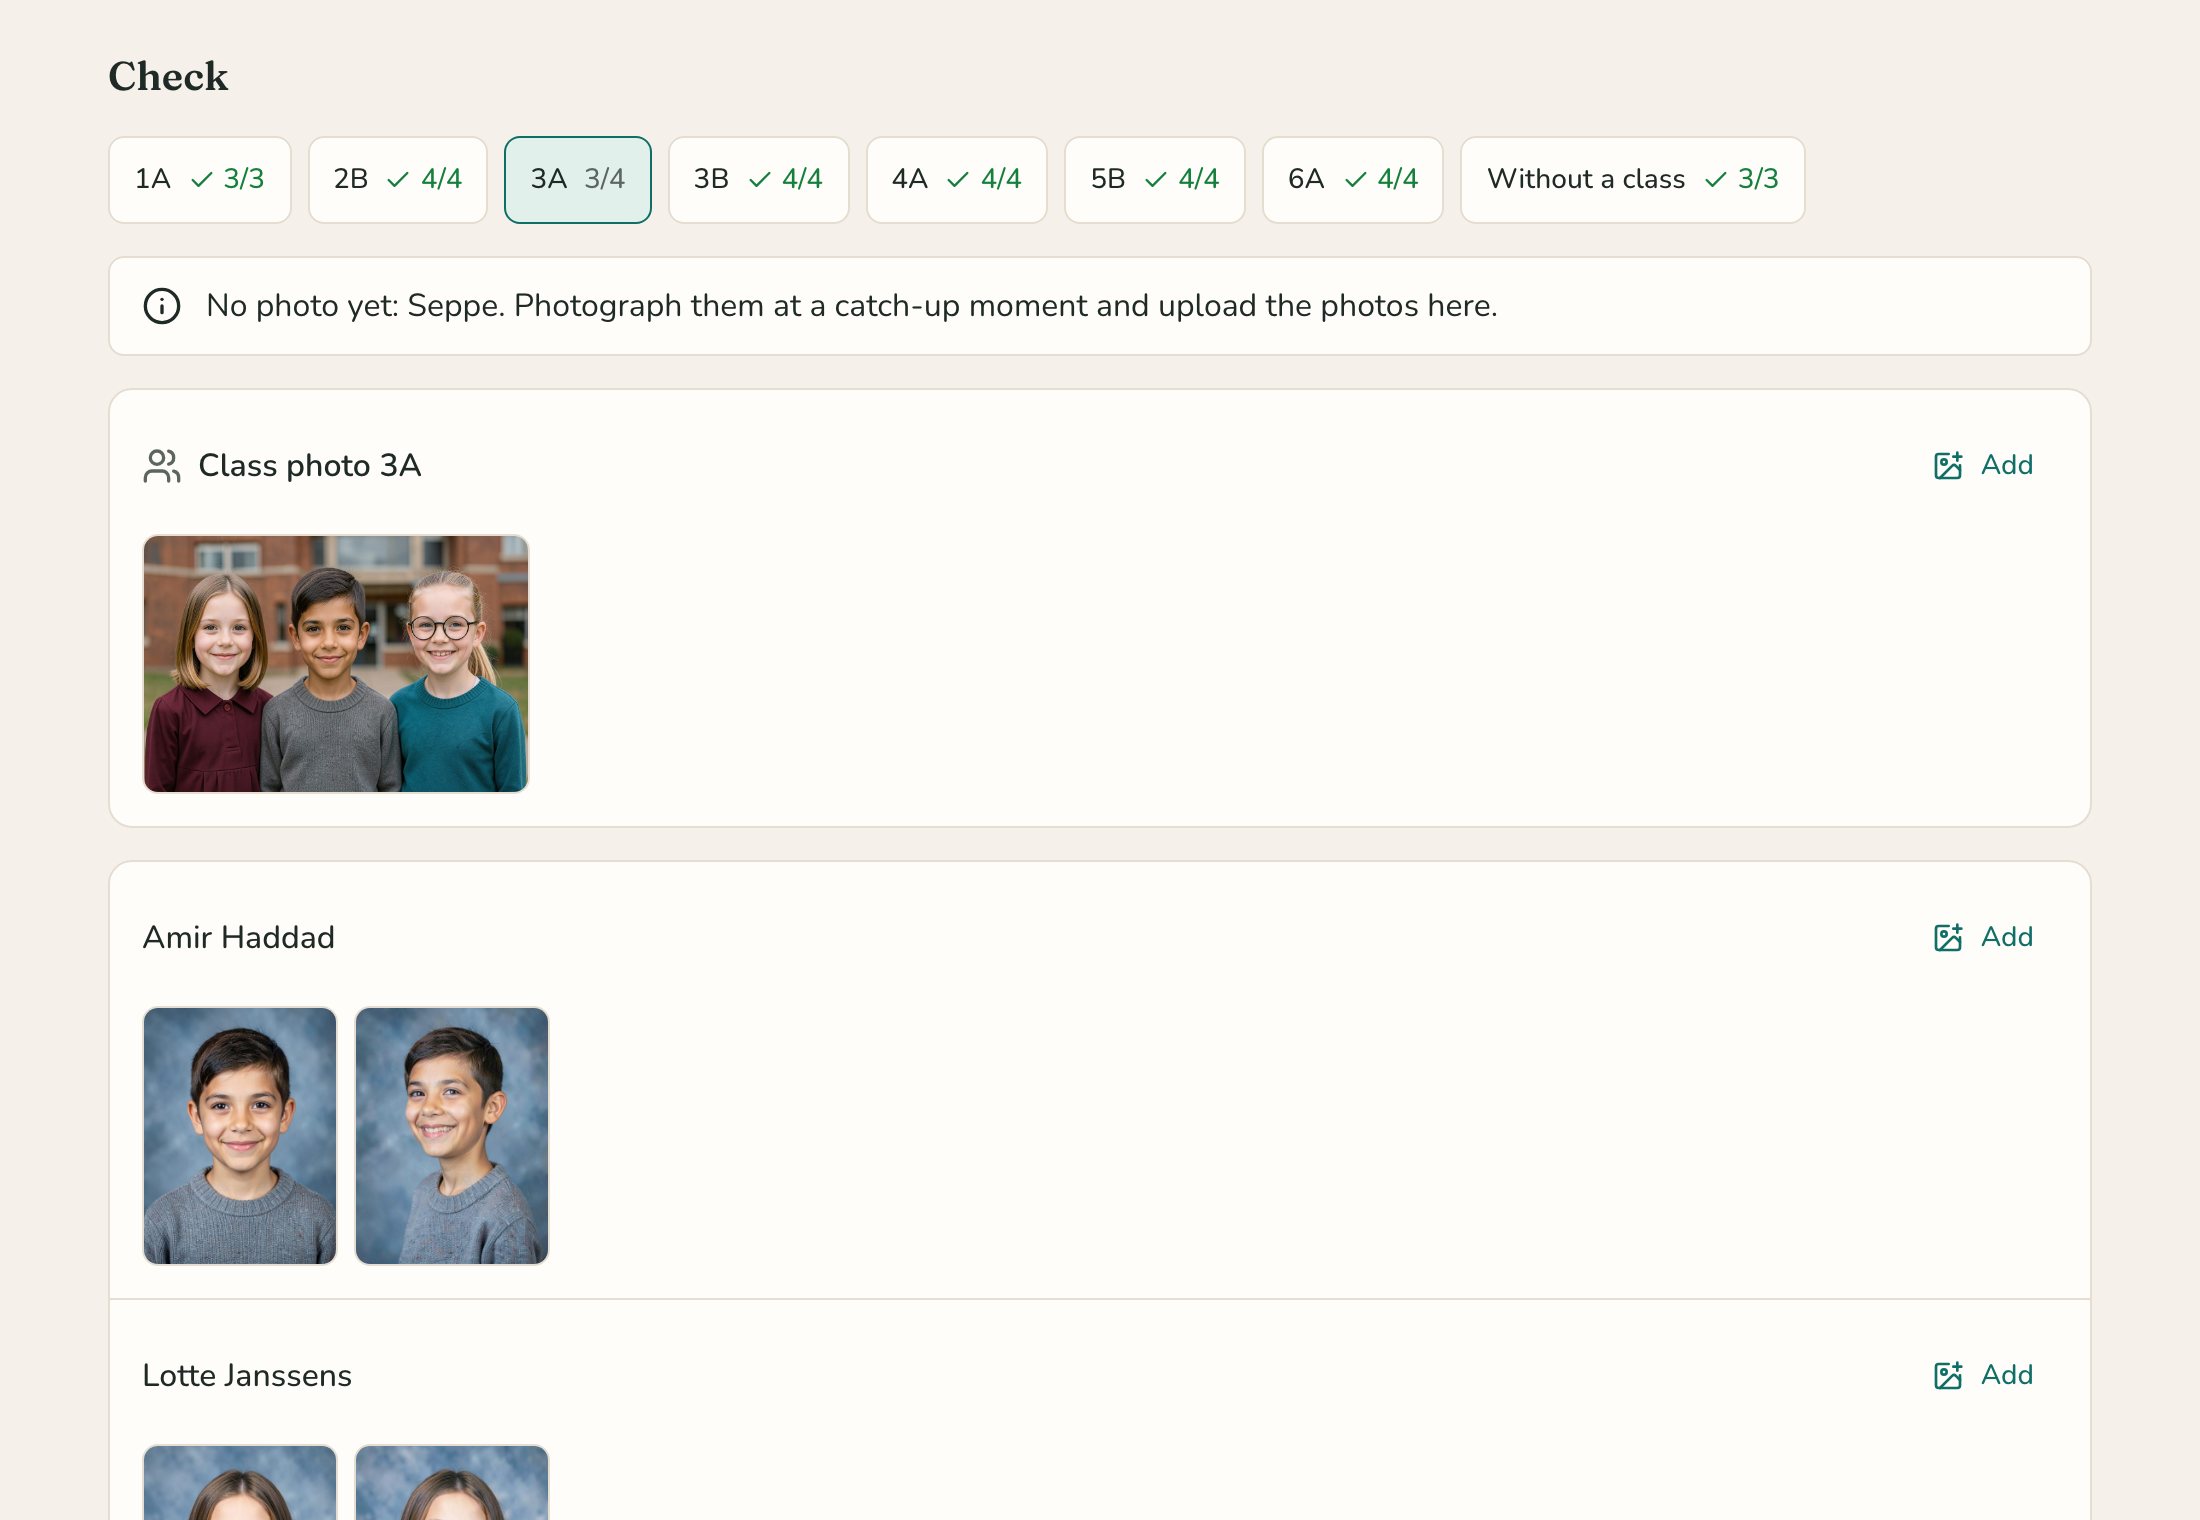 Check
1A 3/3
2B 4/4
3A 3/4
3B 4/4
4A 4/4
5B 4/4
6A 4/4
Without a class 3/3
No photo yet: Seppe. Photograph them at a catch-up moment and upload the photos here.
Class photo 3A
Add
Amir Haddad
Add
Lotte Janssens
Add